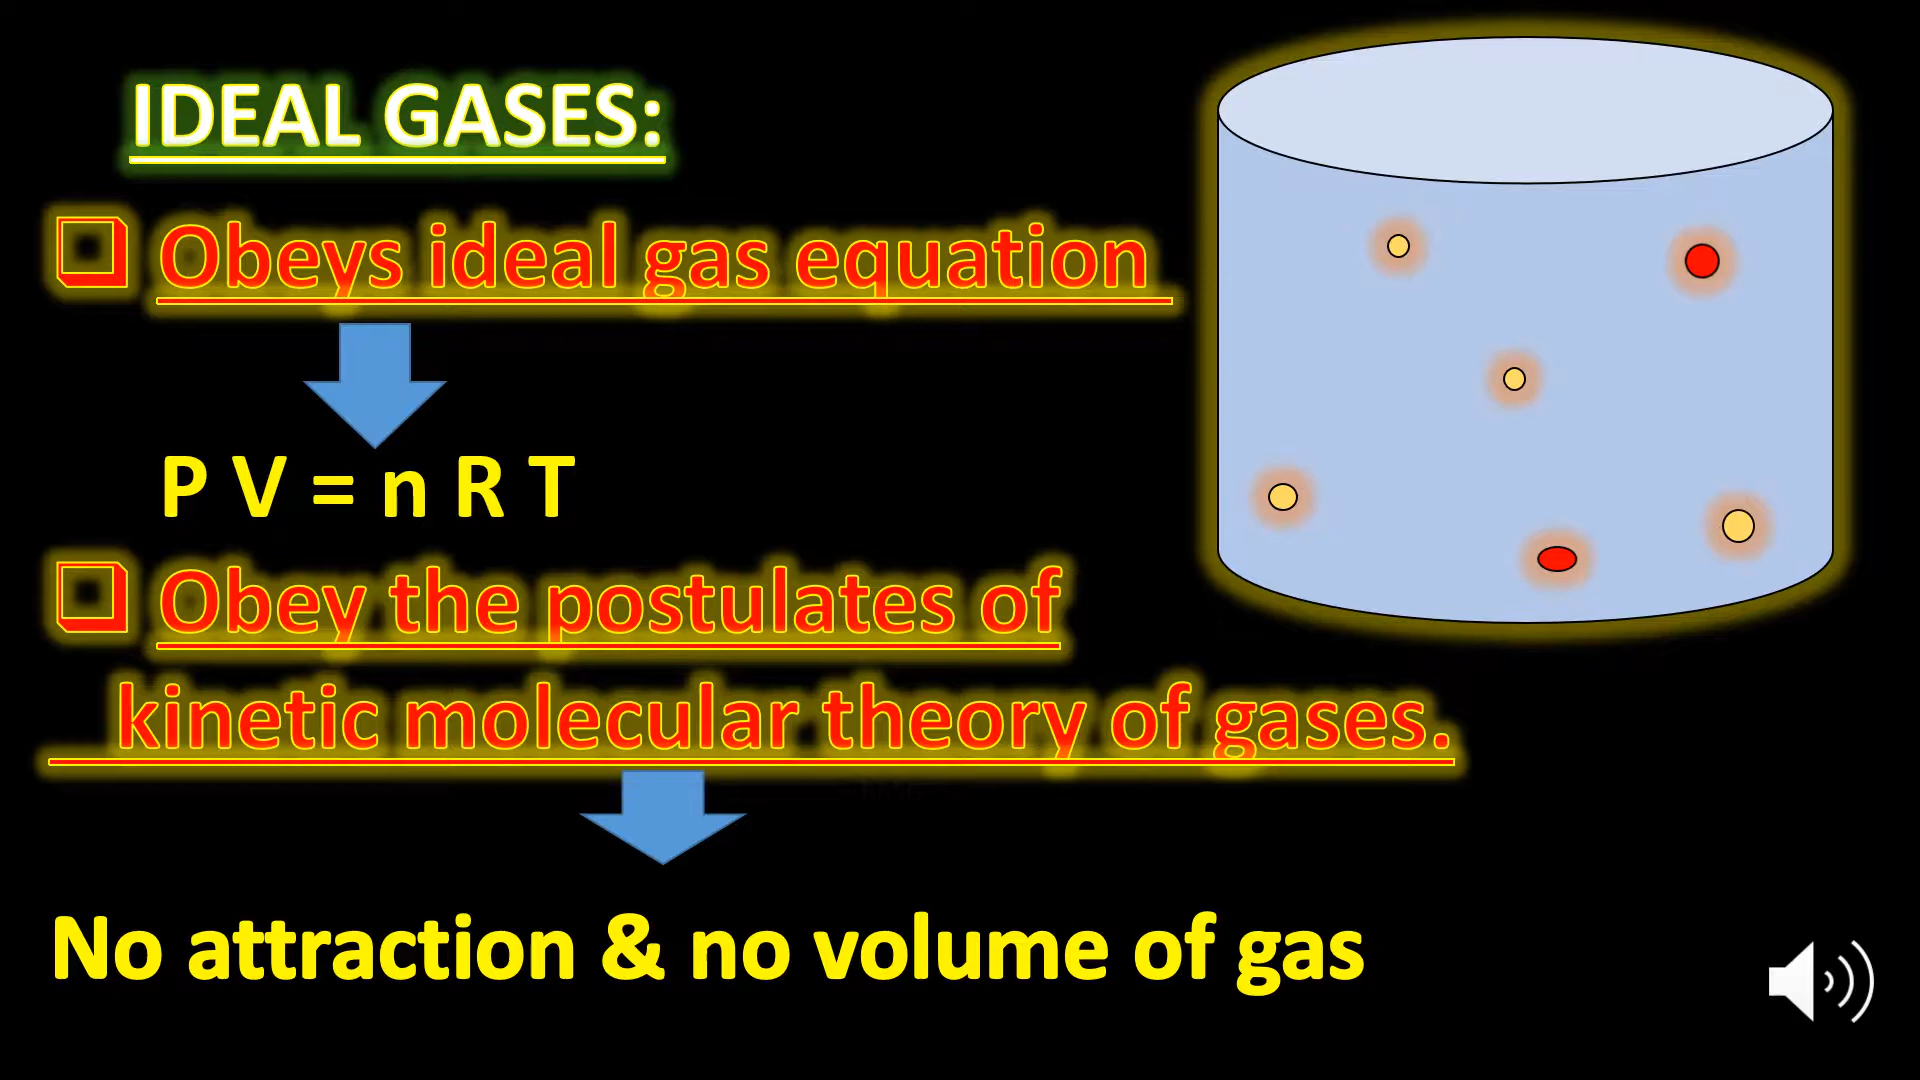 IDEAL GASES:
Obeys ideal gas equation
P V = n R T
Obey the postulates of
kinetic molecular theory of gases.
No attraction & no volume of gas